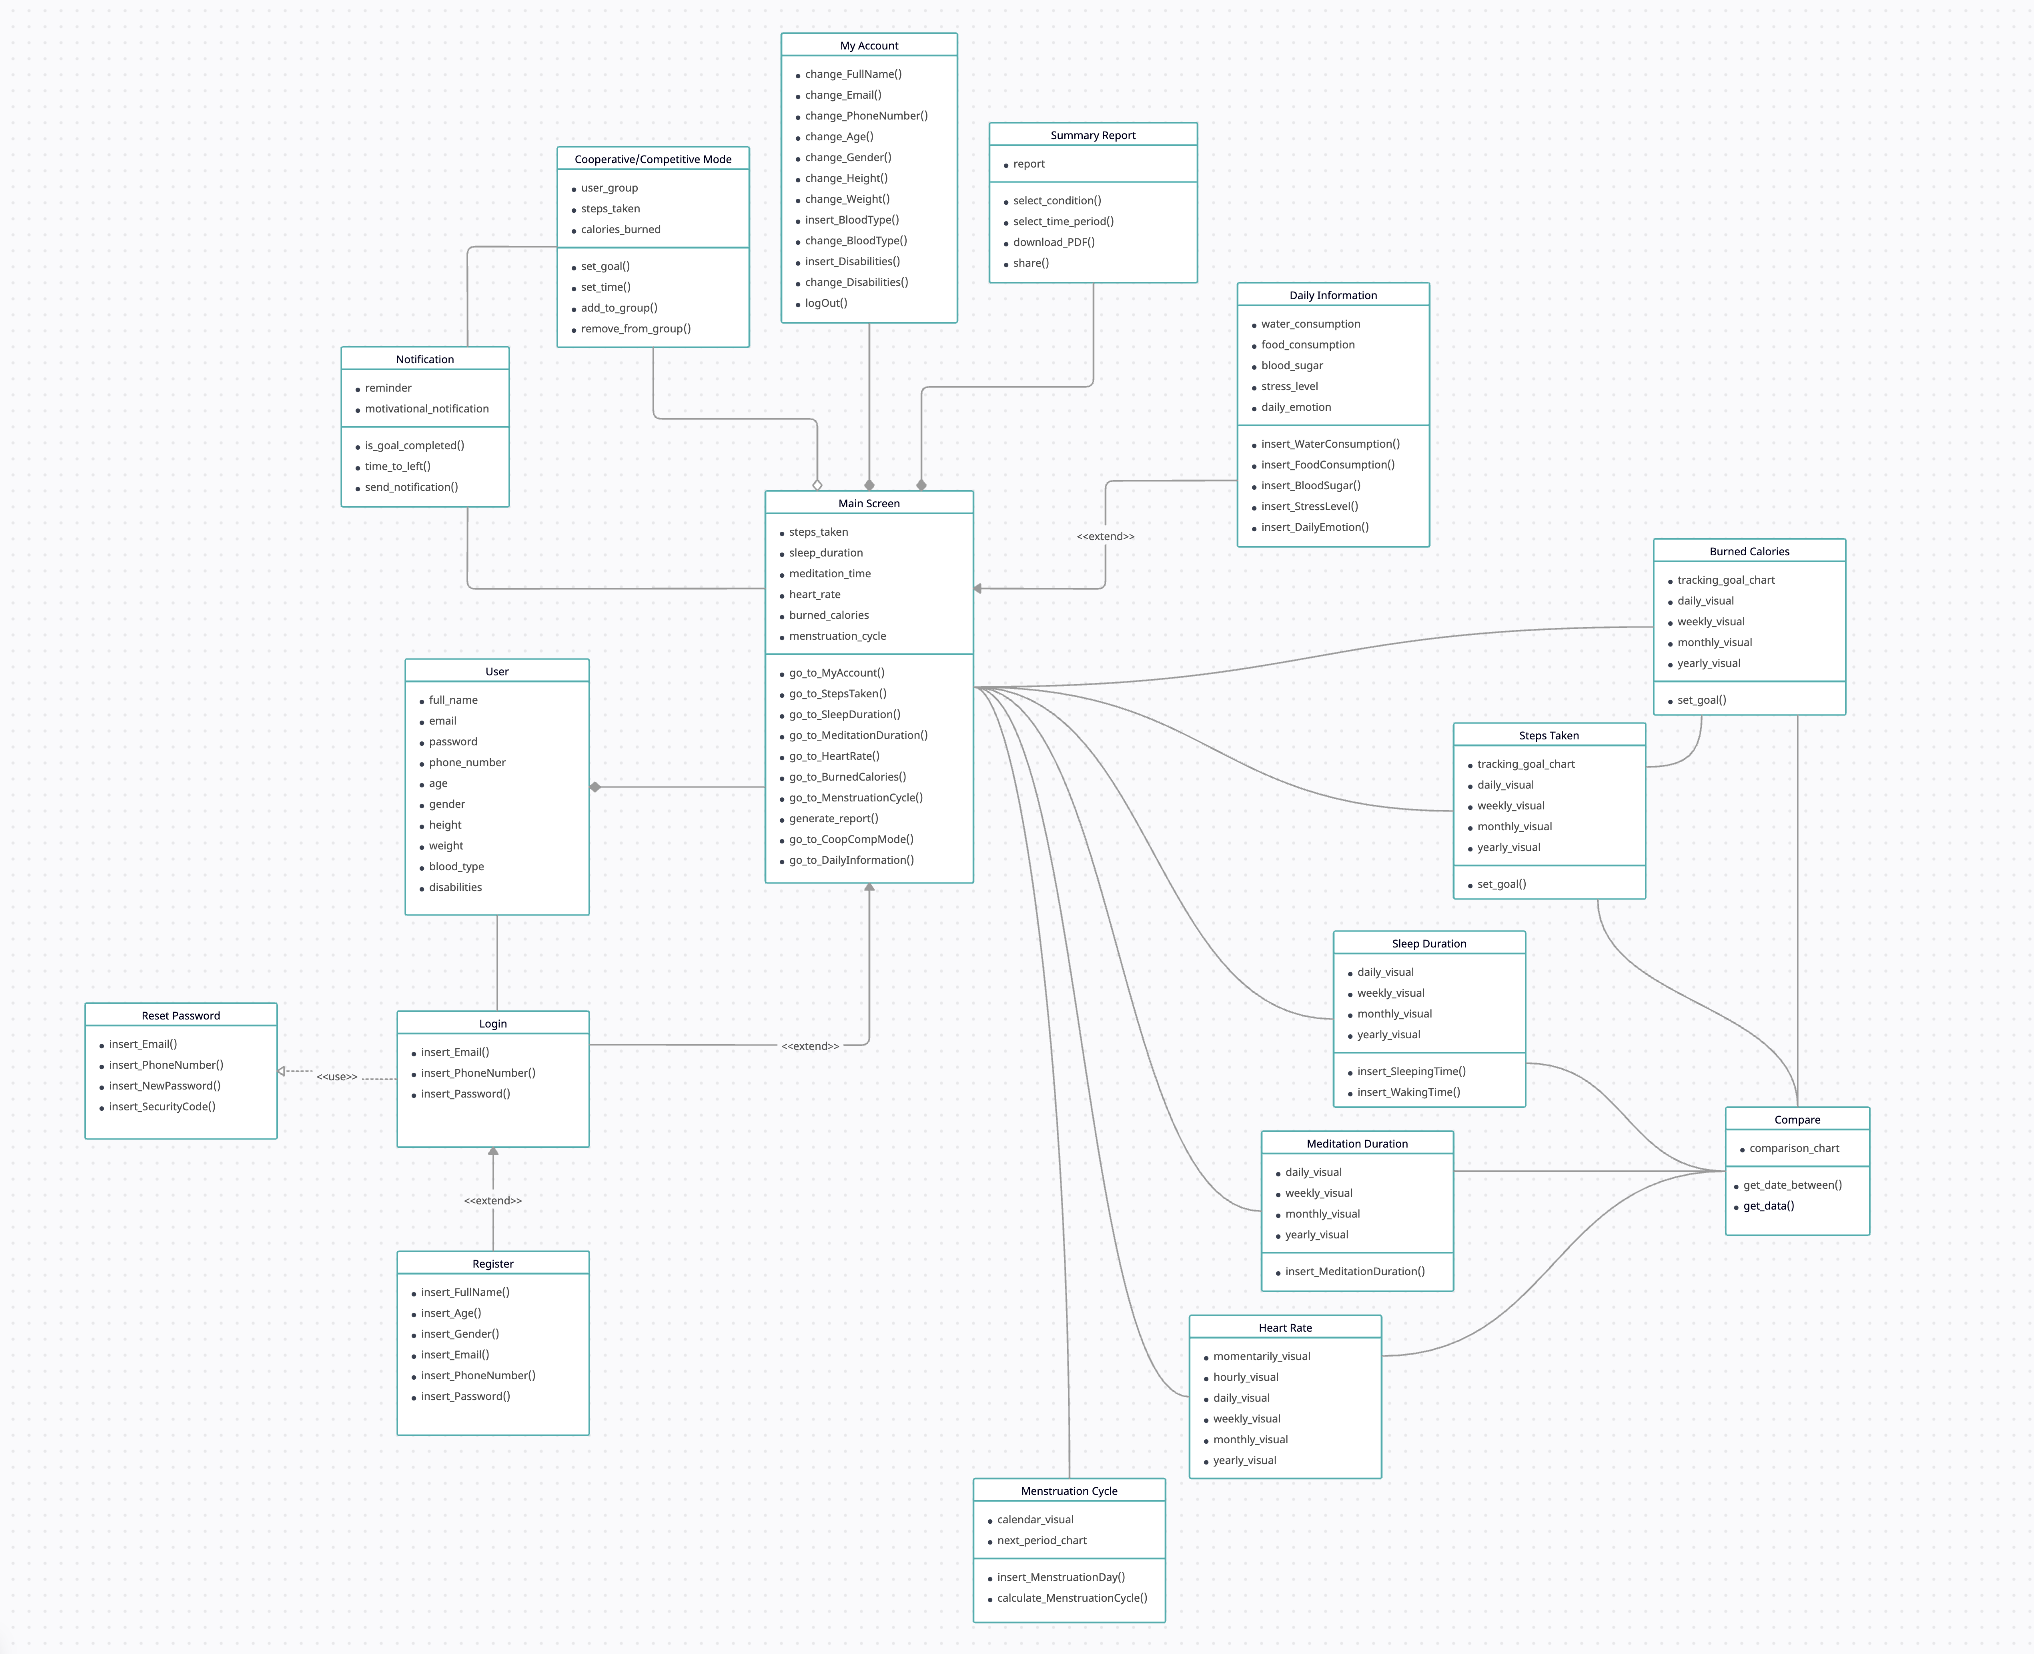 My Account
change_FullName()
change_Email()
change_PhoneNumber()
change_Age()
change_Gender()
change_Height()
change_Weight()
insert_BloodType()
change_BloodType()
insert_Disabilities()
change_Disabilities()
logOut()
Summary Report
report
select_condition()
select_time_period()
download_PDF()
share()
Cooperative/Competitive Mode
user_group
steps_taken
calories_burned
set_goal()
set_time()
add_to_group()
remove_from_group()
Daily Information
water_consumption
food_consumption
blood_sugar
stress_level
daily_emotion
insert_WaterConsumption()
insert_FoodConsumption()
insert_BloodSugar()
insert_StressLevel()
insert_DailyEmotion()
Notification
reminder
motivational_notification
is_goal_completed()
time_to_left()
send_notification()
<<extend>>
Main Screen
steps_taken
sleep_duration
meditation_time
heart_rate
burned_calories
menstruation_cycle
go_to_MyAccount()
go_to_StepsTaken()
go_to_SleepDuration()
go_to_MeditationDuration()
go_to_HeartRate()
go_to_BurnedCalories()
go_to_MenstruationCycle()
generate_report()
go_to_CoopCompMode()
go_to_DailyInformation()
Burned Calories
tracking_goal_chart
daily_visual
weekly_visual
monthly_visual
yearly_visual
set_goal()
User
full_name
email
password
phone_number
age
gender
height
weight
blood_type
disabilities
Steps Taken
tracking_goal_chart
daily_visual
weekly_visual
monthly_visual
yearly_visual
set_goal()
Sleep Duration
daily_visual
weekly_visual
monthly_visual
yearly_visual
insert_SleepingTime()
insert_WakingTime()
Reset Password
insert_Email()
insert_PhoneNumber()
insert_NewPassword()
insert_SecurityCode()
<<use>>
Login
insert_Email()
insert_PhoneNumber()
insert_Password()
<<extend>>
<<extend>>
Compare
comparison_chart
get_date_between()
get_data()
Meditation Duration
daily_visual
weekly_visual
monthly_visual
yearly_visual
insert_MeditationDuration()
Register
insert_FullName()
insert_Age()
insert_Gender()
insert_Email()
insert_PhoneNumber()
insert_Password()
Heart Rate
momentarily_visual
hourly_visual
daily_visual
weekly_visual
monthly_visual
yearly_visual
Menstruation Cycle
calendar_visual
next_period_chart
insert_MenstruationDay()
calculate_MenstruationCycle()